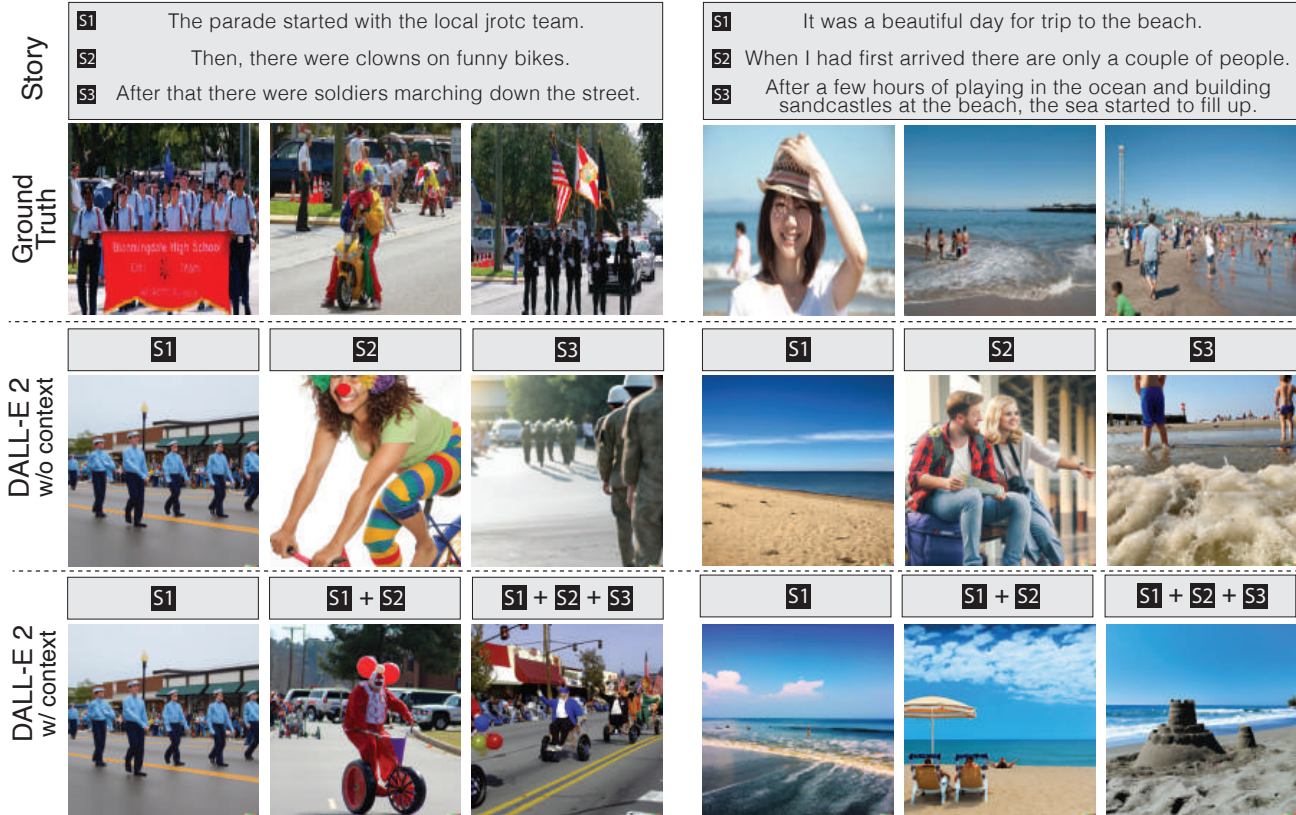 Story
S1 The parade started with the local jrotc team.
S2 Then, there were clowns on funny bikes.
S3 After that there were soldiers marching down the street.
S1 It was a beautiful day for trip to the beach.
S2 When I had first arrived there are only a couple of people.
S3 After a few hours of playing in the ocean and building
sandcastles at the beach, the sea started to fill up.
Ground
Truth
Bloomingdale High School
Team
DALL-E 2
w/o context
S1
S2
S3
S1
S2
S3
DALL-E 2
w/ context
S1
S1 + S2
S1 + S2 + S3
S1
S1 + S2
S1 + S2 + S3